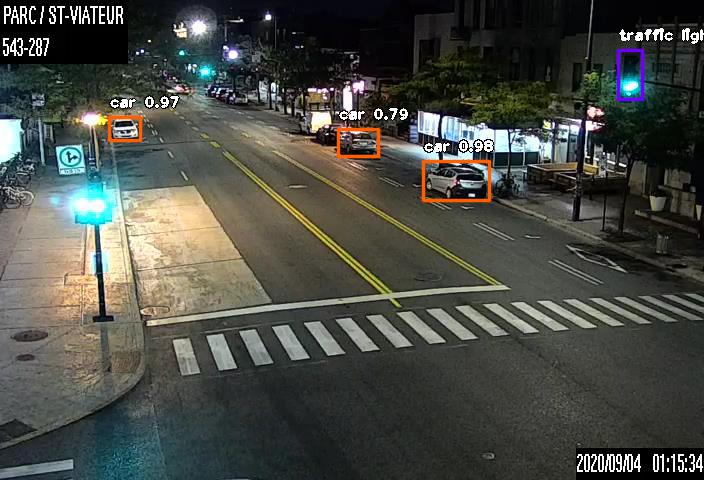 PARC / ST-VIATEUR
543-287
traffic ligh
car 0.97
car 0.79
car 0.98
2020/09/04 01:15:34